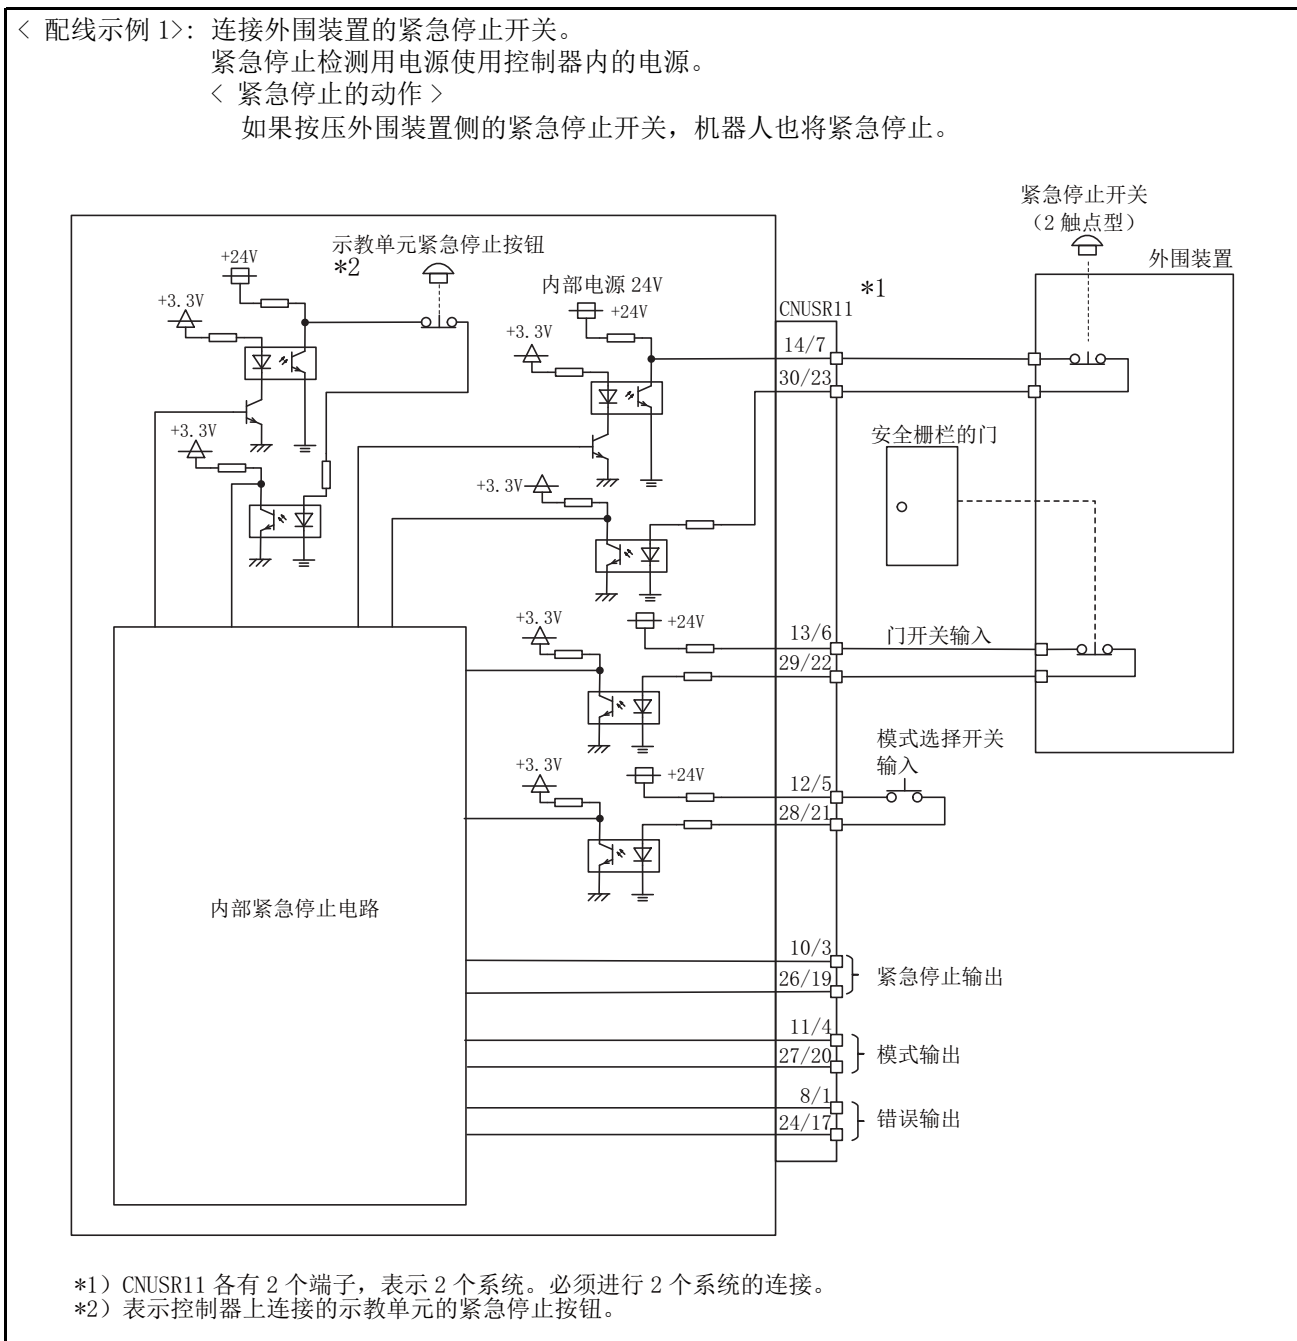 < 配线示例 1>: 连接外围装置的紧急停止开关。
紧急停止检测用电源使用控制器内的电源。
< 紧急停止的动作 >
如果按压外围装置侧的紧急停止开关，机器人也将紧急停止。
紧急停止开关
（2 触点型）
外围装置
示教单元紧急停止按钮
*2
+24V
+3.3V
内部电源 24V
+24V
+3.3V
*1
CNUSR11
14/7
30/23
+3.3V
+3.3V
安全栅栏的门
+3.3V
+24V
13/6
门开关输入
29/22
模式选择开关
输入
+3.3V
+24V
12/5
28/21
内部紧急停止电路
10/3
26/19
紧急停止输出
11/4
27/20
模式输出
8/1
24/17
错误输出
*1）CNUSR11 各有 2 个端子，表示 2 个系统。必须进行 2 个系统的连接。
*2）表示控制器上连接的示教单元的紧急停止按钮。